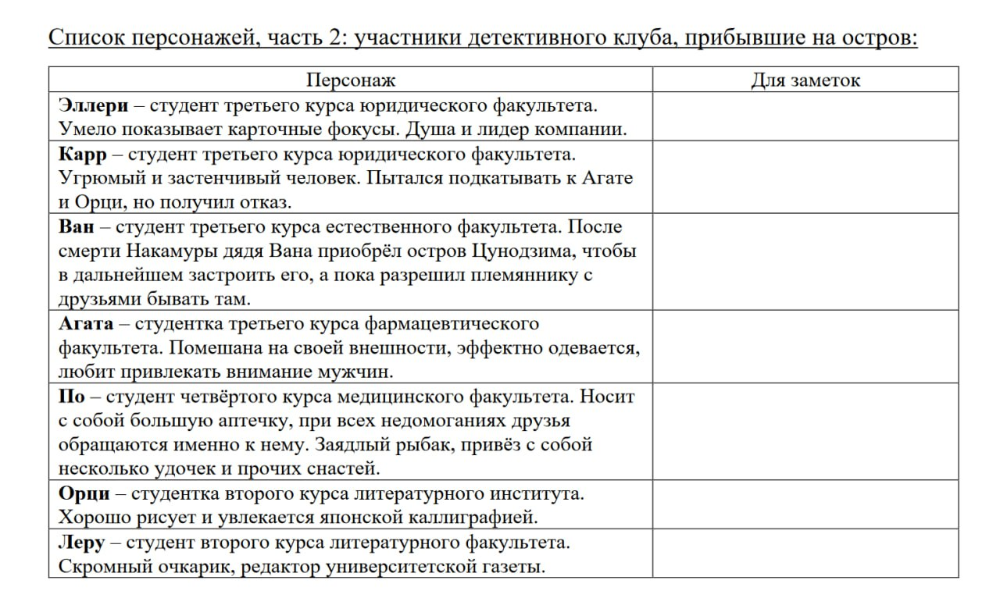 Список персонажей, часть 2: участники детективного клуба, прибывшие на остров:
Персонаж
Для заметок
Эллери – студент третьего курса юридического факультета.
Умело показывает карточные фокусы. Душа и лидер компании.
Карр – студент третьего курса юридического факультета.
Угрюмый и застенчивый человек. Пытался подкатывать к Агате
и Орци, но получил отказ.
Ван – студент третьего курса естественного факультета. После
смерти Накамуры дядя Вана приобрёл остров Цунодзима, чтобы
в дальнейшем застроить его, а пока разрешил племяннику с
друзьями бывать там.
Агата – студентка третьего курса фармацевтического
факультета. Помешана на своей внешности, эффектно одевается,
любит привлекать внимание мужчин.
По – студент четвёртого курса медицинского факультета. Носит
с собой большую аптечку, при всех недомоганиях друзья
обращаются именно к нему. Заядлый рыбак, привёз с собой
несколько удочек и прочих снастей.
Орци – студентка второго курса литературного института.
Хорошо рисует и увлекается японской каллиграфией.
Леру – студент второго курса литературного факультета.
Скромный очкарик, редактор университетской газеты.